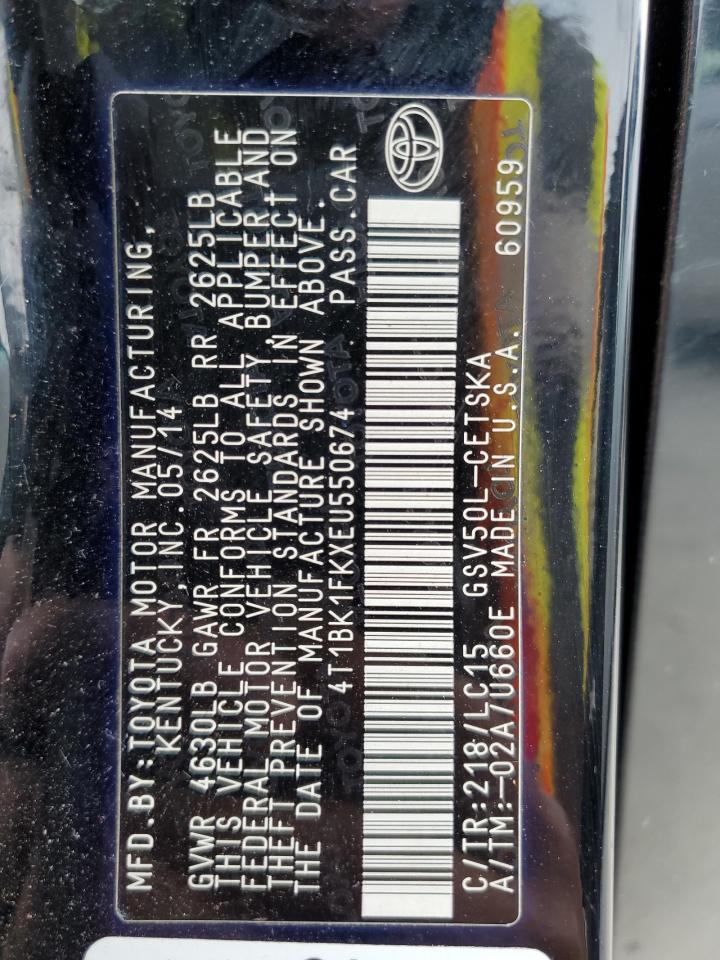 MFD.BY:TOYOTA MOTOR MANUFACTURING,
KENTUCKY, INC.05/14
GVWR 4630LB GAWR FR 2625LB RR 2625LB
THIS VEHICLE CONFORMS TO ALL APPLICABLE
FEDERAL MOTOR VEHICLE SAFETY, BUMPER AND
THEFT PREVENTION STANDARDS IN EFFECT ON
THE DATE OF MANUFACTURE SHOWN ABOVE.
4T1BK1FKXEU550674 PASS.CAR
C/TR:218/LC15 GSV50L-CETSKA
A/TM:-02A/U660E MADE IN U.S.A. 60959